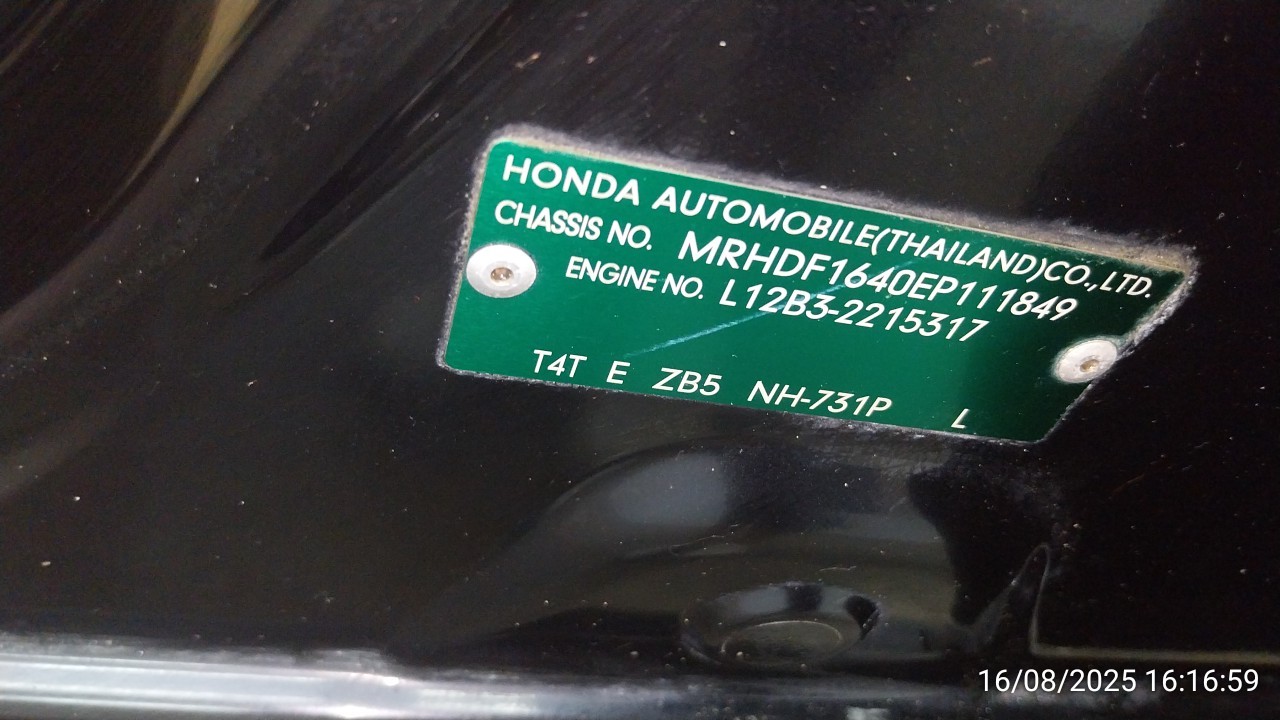 HONDA AUTOMOBILE(THAILAND)CO.,LTD.
CHASSIS NO. MRHDF1640EP111849
ENGINE NO. L12B3-2215317
T4T E ZB5 NH-731P L
16/08/2025 16:16:59